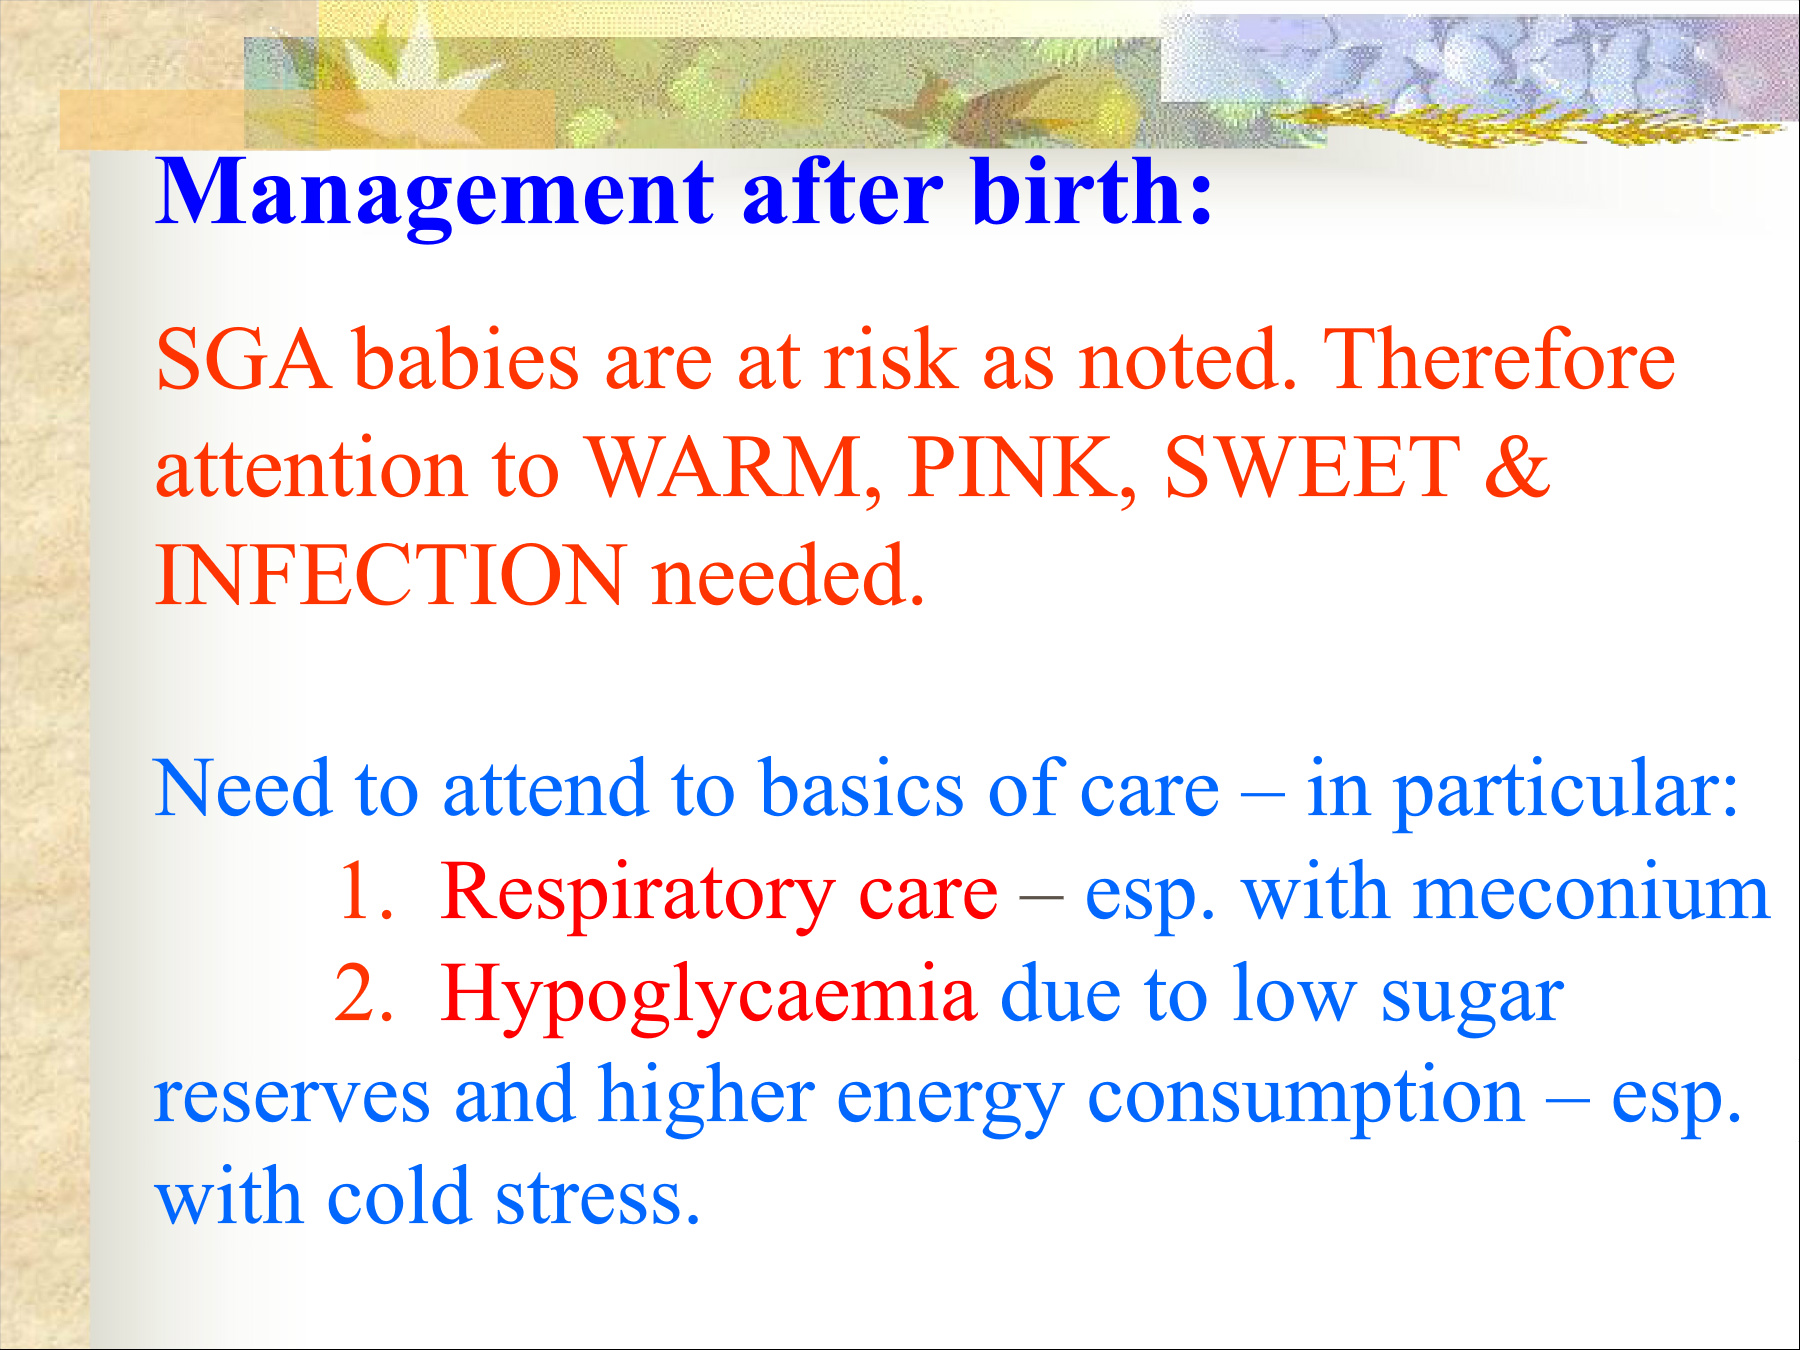 Management after birth:
SGA babies are at risk as noted. Therefore
attention to WARM, PINK, SWEET &
INFECTION needed.
Need to attend to basics of care – in particular:
1. Respiratory care – esp. with meconium
2. Hypoglycaemia due to low sugar
reserves and higher energy consumption – esp.
with cold stress.